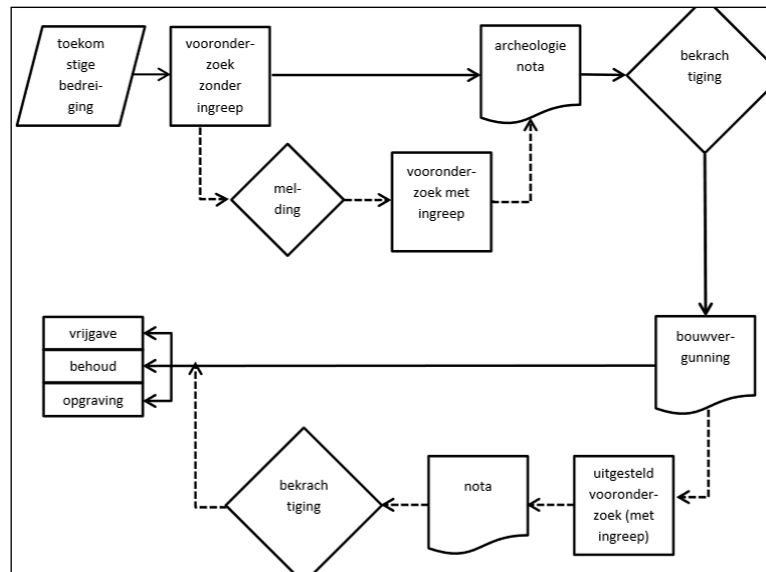 toekom
stige
bedrei-
ging
vooronder-
zoek
zonder
ingreep
archeologie
nota
bekrach
tiging
mel-
ding
vooronder-
zoek met
ingreep
bouwver-
gunning
vrijgave
behoud
opgraving
uitgesteld
vooronder-
zoek (met
ingreep)
nota
bekrach
tiging